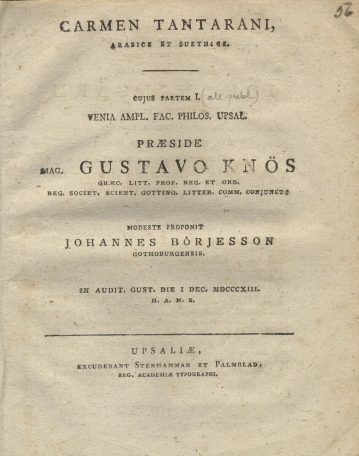 56
CARMEN TANTARANI,
ARABICE ET SUETHICE.
CUJUS PARTEM I. (all publ.)
VENIA AMPL. FAC. PHILOS. UPSAL.
PRÆSIDE
MAG. GUSTAVO KNÖS
GRÆC. LITT. PROF. REG. ET ORD.
REG. SOCIET. SCIENT. GOTTING. LITTER. COMM. CONJUNCT.
MODESTE PROPONIT
JOHANNES BÖRJESSON
GOTHOBURGENSIS.
IN AUDIT. GUST. DIE I DEC. MDCCCXIII.
H. A. M. S.
UPSALIÆ,
EXCUDERANT STENHAMMAR ET PALMBLAD,
REG. ACADEMIÆ TYPOGRAPHI.